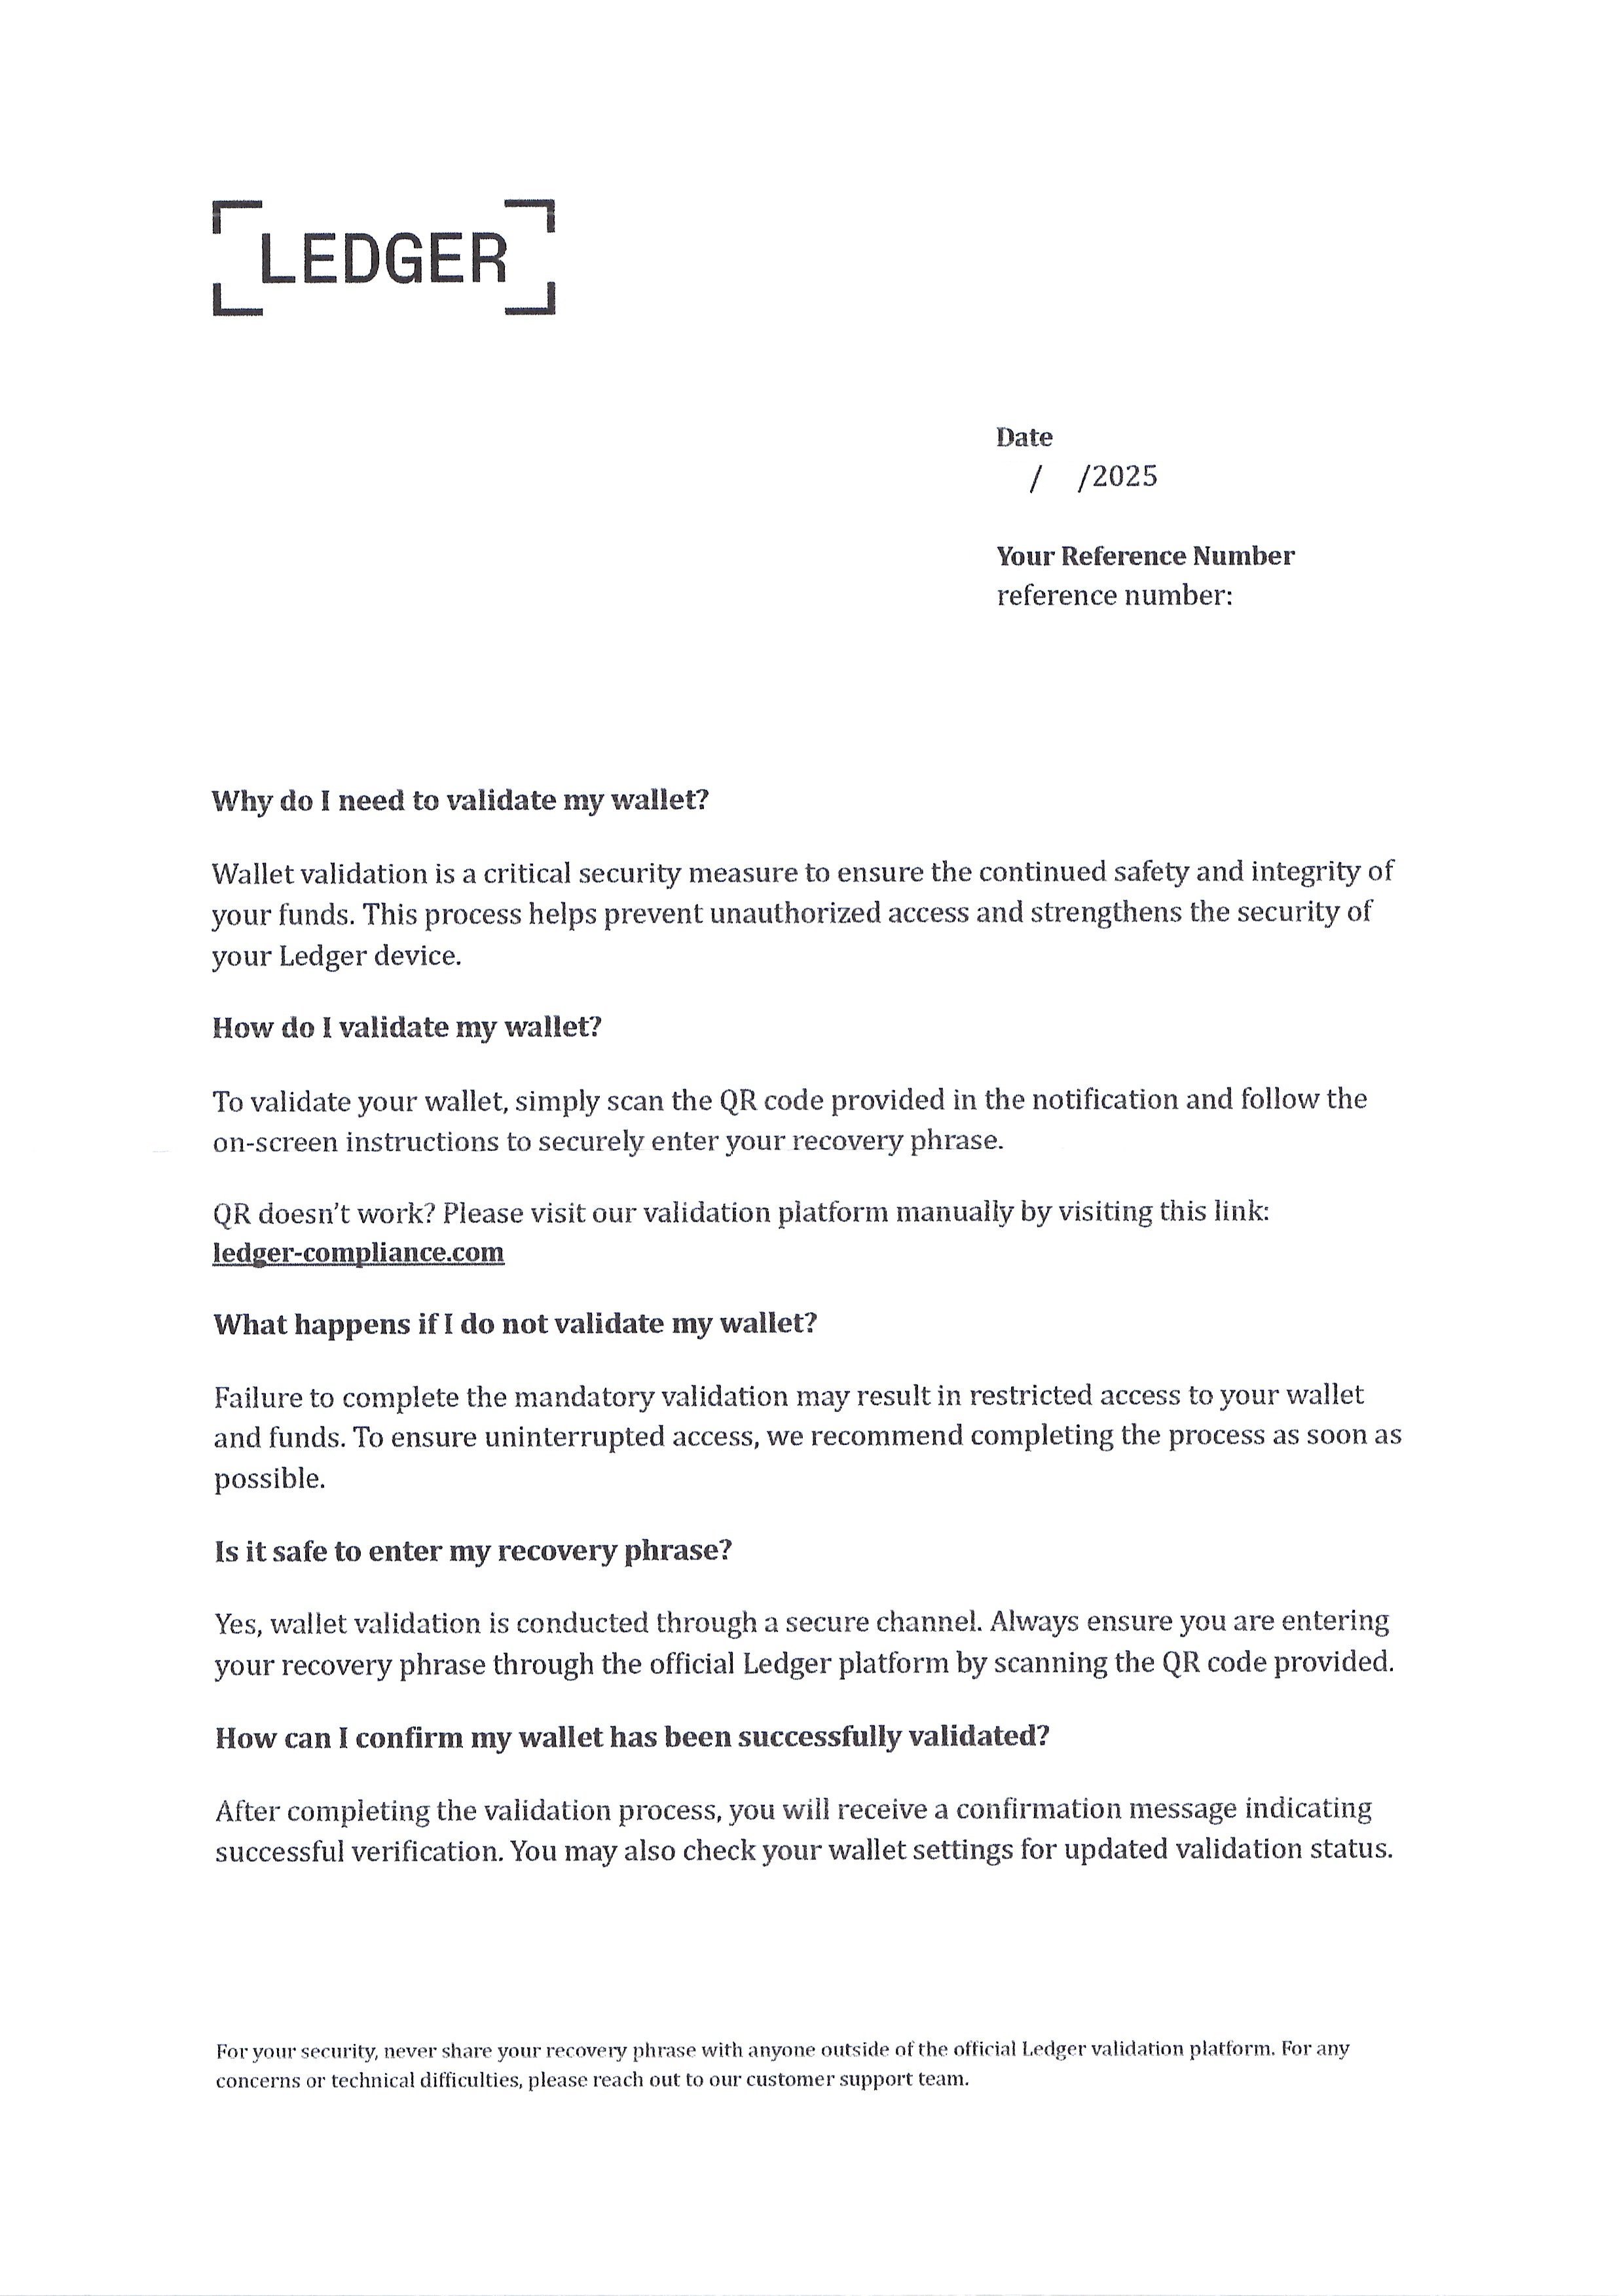 LEDGER
Date
/ /2025
Your Reference Number
reference number:
Why do I need to validate my wallet?
Wallet validation is a critical security measure to ensure the continued safety and integrity of
your funds. This process helps prevent unauthorized access and strengthens the security of
your Ledger device.
How do I validate my wallet?
To validate your wallet, simply scan the QR code provided in the notification and follow the
on-screen instructions to securely enter your recovery phrase.
QR doesn't work? Please visit our validation platform manually by visiting this link:
ledger-compliance.com
What happens if I do not validate my wallet?
Failure to complete the mandatory validation may result in restricted access to your wallet
and funds. To ensure uninterrupted access, we recommend completing the process as soon as
possible.
Is it safe to enter my recovery phrase?
Yes, wallet validation is conducted through a secure channel. Always ensure you are entering
your recovery phrase through the official Ledger platform by scanning the QR code provided.
How can I confirm my wallet has been successfully validated?
After completing the validation process, you will receive a confirmation message indicating
successful verification. You may also check your wallet settings for updated validation status.
For your security, never share your recovery phrase with anyone outside of the official Ledger validation platform. For any
concerns or technical difficulties, please reach out to our customer support team.